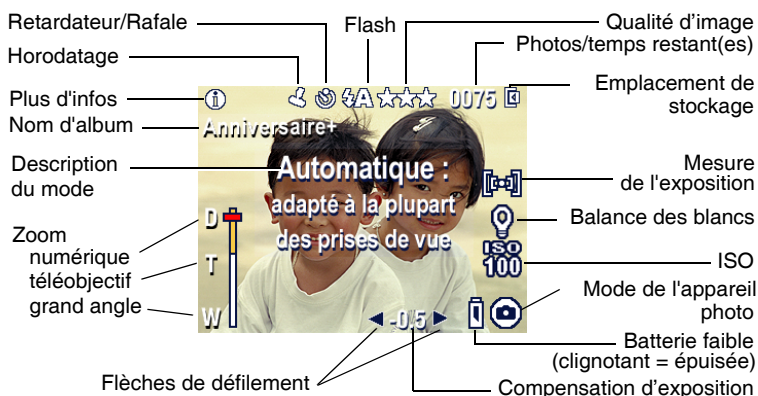 Retardateur/Rafale
Flash
Qualité d'image
Horodatage
Photos/temps restant(es)
Plus d'infos
Emplacement de
stockage
Nom d'album
Description
du mode
Mesure
de l'exposition
Balance des blancs
Zoom
numérique
téléobjectif
grand angle
ISO
Mode de l'appareil
photo
Batterie faible
(clignotant = épuisée)
Flèches de défilement
Compensation d'exposition
A
0075
Anniversaire+
Automatique :
adapté à la plupart
des prises de vue
D
T
W
ISO
100
-0.5